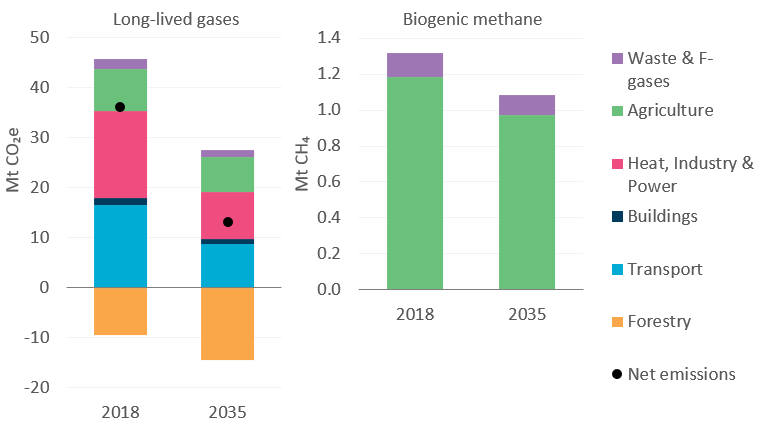 Long-lived gases
Mt CO₂e
50
40
30
20
10
0
-10
-20
2018
2035
Biogenic methane
Mt CH₄
1.4
1.2
1.0
0.8
0.6
0.4
0.2
0.0
2018
2035
Waste & F-
gases
Agriculture
Heat, Industry &
Power
Buildings
Transport
Forestry
Net emissions